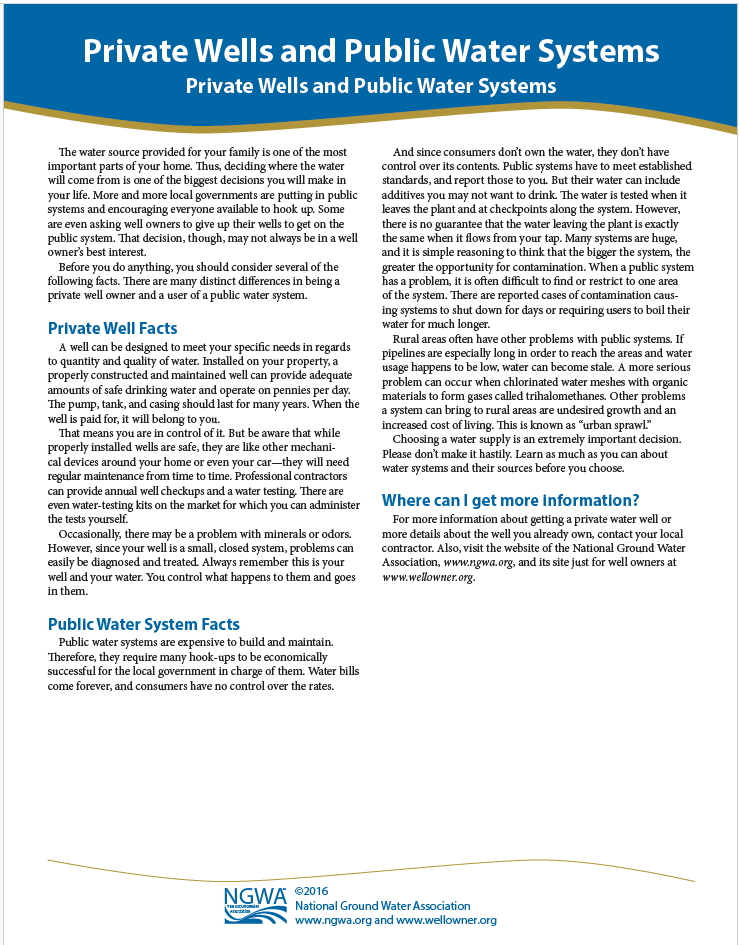 Private Wells and Public Water Systems
Private Wells and Public Water Systems
The water source provided for your family is one of the most
important parts of your home. Thus, deciding where the water
will come from is one of the biggest decisions you will make in
your life. More and more local governments are putting in public
systems and encouraging everyone available to hook up. Some
are even asking well owners to give up their wells to get on the
public system. That decision, though, may not always be in a well
owner's best interest.
Before you do anything, you should consider several of the
following facts. There are many distinct differences in being a
private well owner and a user of a public water system.
Private Well Facts
A well can be designed to meet your specific needs in regards
to quantity and quality of water. Installed on your property, a
properly constructed and maintained well can provide adequate
amounts of safe drinking water and operate on pennies per day.
The pump, tank, and casing should last for many years. When the
well is paid for, it will belong to you.
That means you are in control of it. But be aware that while
properly installed wells are safe, they are like other mechani-
cal devices around your home or even your car—they will need
regular maintenance from time to time. Professional contractors
can provide annual well checkups and a water testing. There are
even water-testing kits on the market for which you can administer
the tests yourself.
Occasionally, there may be a problem with minerals or odors.
However, since your well is a small, closed system, problems can
easily be diagnosed and treated. Always remember this is your
well and your water. You control what happens to them and goes
in them.
Public Water System Facts
Public water systems are expensive to build and maintain.
Therefore, they require many hook-ups to be economically
successful for the local government in charge of them. Water bills
come forever, and consumers have no control over the rates.
And since consumers don't own the water, they don't have
control over its contents. Public systems have to meet established
standards, and report those to you. But their water can include
additives you may not want to drink. The water is tested when it
leaves the plant and at checkpoints along the system. However,
there is no guarantee that the water leaving the plant is exactly
the same when it flows from your tap. Many systems are huge,
and it is simple reasoning to think that the bigger the system, the
greater the opportunity for contamination. When a public system
has a problem, it is often difficult to find or restrict to one area
of the system. There are reported cases of contamination caus-
ing systems to shut down for days or requiring users to boil their
water for much longer.
Rural areas often have other problems with public systems. If
pipelines are especially long in order to reach the areas and water
usage happens to be low, water can become stale. A more serious
problem can occur when chlorinated water meshes with organic
materials to form gases called trihalomethanes. Other problems
a system can bring to rural areas are undesired growth and an
increased cost of living. This is known as "urban sprawl."
Choosing a water supply is an extremely important decision.
Please don't make it hastily. Learn as much as you can about
water systems and their sources before you choose.
Where can I get more information?
For more information about getting a private water well or
more details about the well you already own, contact your local
contractor. Also, visit the website of the National Ground Water
Association, www.ngwa.org, and its site just for well owners at
www.wellowner.org.
NGWA
The Groundwater
Association
©2016
National Ground Water Association
www.ngwa.org and www.wellowner.org